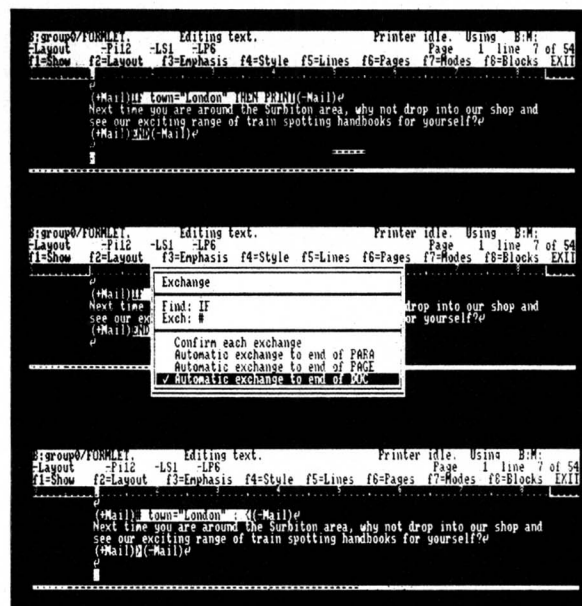 B:group0/FORMLET. Editing text. Printer idle. Using B:M:
-Layout -Pi12 -LS1 -LP6 Page 1 line 7 of 54
f1=Show f2=Layout f3=Emphasis f4=Style f5=Lines f6=Pages f7=Modes f8=Blocks EXIT
(+Mail)IF town="London" THEN PRINT(-Mail)↵
Next time you are around the Surbiton area, why not drop into our shop and
see our exciting range of train spotting handbooks for yourself?↵
(+Mail)END(-Mail)↵
B:group0/FORMLET. Editing text. Printer idle. Using B:M:
-Layout -Pi12 -LS1 -LP6 Page 1 line 7 of 54
f1=Show f2=Layout f3=Emphasis f4=Style f5=Lines f6=Pages f7=Modes f8=Blocks EXIT
Exchange
(+Mail)IF
Next time Find: IF drop into our shop and
see our ex Exch: # or yourself?↵
(+Mail)END
Confirm each exchange
Automatic exchange to end of PARA
Automatic exchange to end of PAGE
✓ Automatic exchange to end of DOC
B:group0/FORMLET. Editing text. Printer idle. Using B:M:
-Layout -Pi12 -LS1 -LP6 Page 1 line 7 of 54
f1=Show f2=Layout f3=Emphasis f4=Style f5=Lines f6=Pages f7=Modes f8=Blocks EXIT
(+Mail)# town="London" : <(-Mail)↵
Next time you are around the Surbiton area, why not drop into our shop and
see our exciting range of train spotting handbooks for yourself?↵
(+Mail)>(-Mail)↵